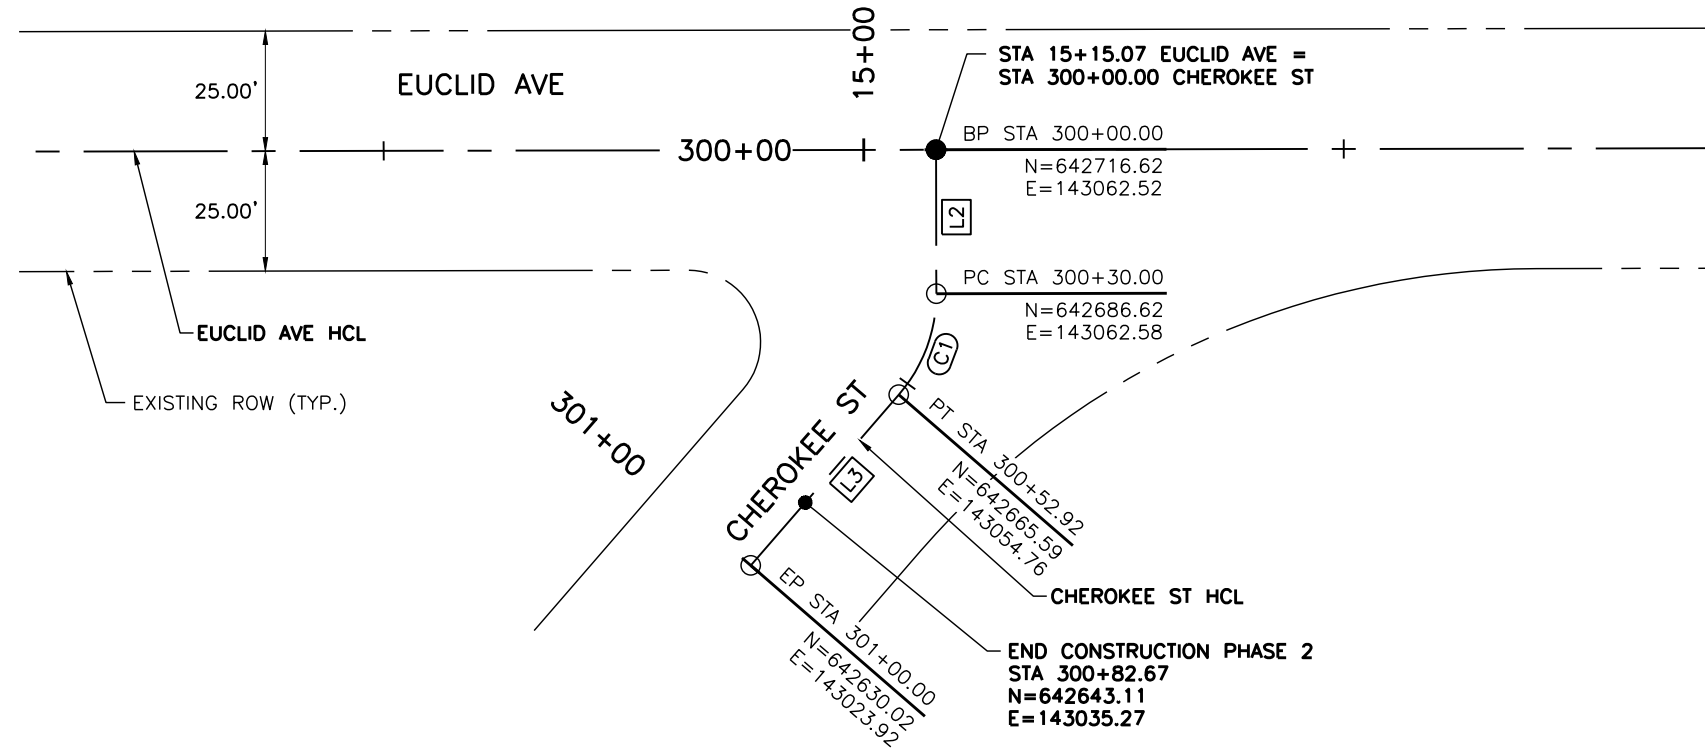 15+00
STA 15+15.07 EUCLID AVE =
STA 300+00.00 CHEROKEE ST
25.00'
EUCLID AVE
BP STA 300+00.00
300+00
N=642716.62
E=143062.52
25.00'
L2
PC STA 300+30.00
N=642686.62
E=143062.58
EUCLID AVE HCL
C1
EXISTING ROW (TYP.)
301+00
CHEROKEE ST
PT STA 300+52.92
N=642665.59
E=143054.76
L3
CHEROKEE ST HCL
EP STA 301+00.00
N=642630.02
E=143023.92
END CONSTRUCTION PHASE 2
STA 300+82.67
N=642643.11
E=143035.27